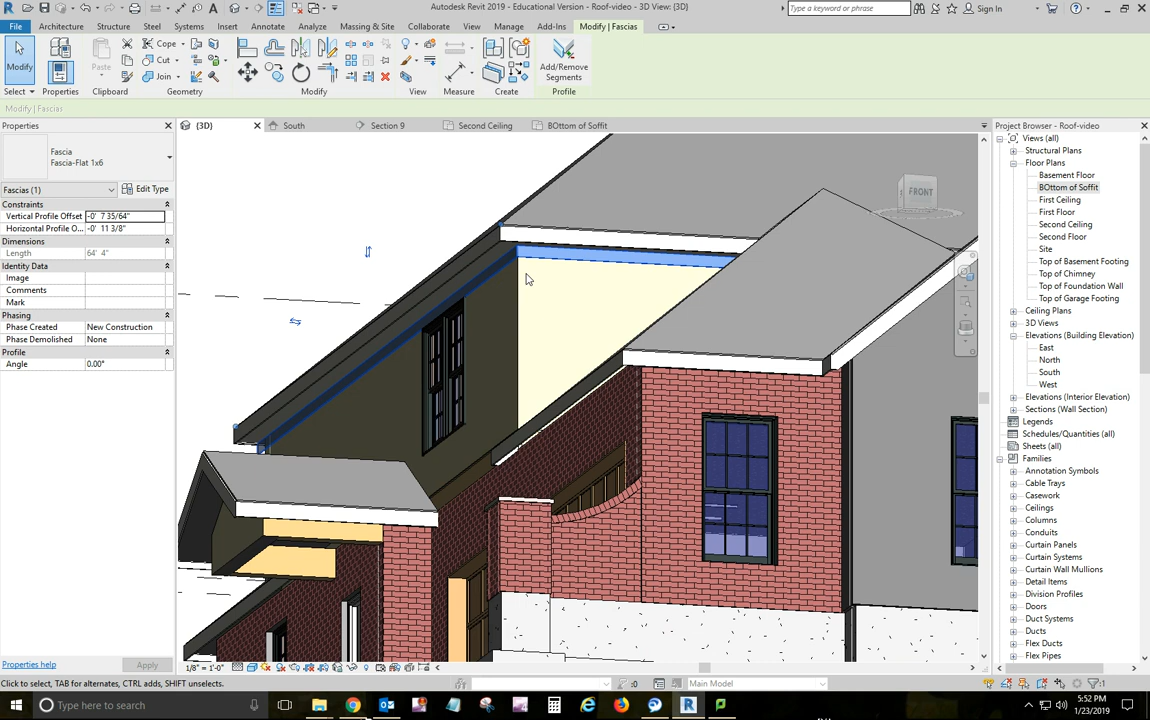 Autodesk Revit 2019 - Educational Version - Roof-video - 3D View: {3D}
Type a keyword or phrase
Sign In
File Architecture Structure Steel Systems Insert Annotate Analyze Massing & Site Collaborate View Manage Add-Ins Modify | Fascias
Modify
Properties
Paste
Cope
Cut
Join
Add/Remove
Segments
Select Properties Clipboard Geometry Modify View Measure Create Profile
Modify | Fascias
Properties
{3D}
South
Section 9
Second Ceiling
BOttom of Soffit
Project Browser - Roof-video
Fascia
Fascia-Flat 1x6
Fascias (1)
Edit Type
Constraints
Vertical Profile Offset -0' 7 35/64"
Horizontal Profile O... -0' 11 3/8"
Dimensions
Length 64' 4"
Identity Data
Image
Comments
Mark
Phasing
Phase Created New Construction
Phase Demolished None
Profile
Angle 0.00°
FRONT
Views (all)
Structural Plans
Floor Plans
Basement Floor
BOttom of Soffit
First Ceiling
First Floor
Second Ceiling
Second Floor
Site
Top of Basement Footing
Top of Chimney
Top of Foundation Wall
Top of Garage Footing
Ceiling Plans
3D Views
Elevations (Building Elevation)
East
North
South
West
Elevations (Interior Elevation)
Sections (Wall Section)
Legends
Schedules/Quantities (all)
Sheets (all)
Families
Annotation Symbols
Cable Trays
Casework
Ceilings
Columns
Conduits
Curtain Panels
Curtain Systems
Curtain Wall Mullions
Detail Items
Division Profiles
Doors
Duct Systems
Ducts
Flex Ducts
Flex Pipes
Properties help
Apply
1/8" = 1'-0"
Click to select, TAB for alternates, CTRL adds, SHIFT unselects.
:0
Main Model
:1
Type here to search
5:52 PM
1/23/2019